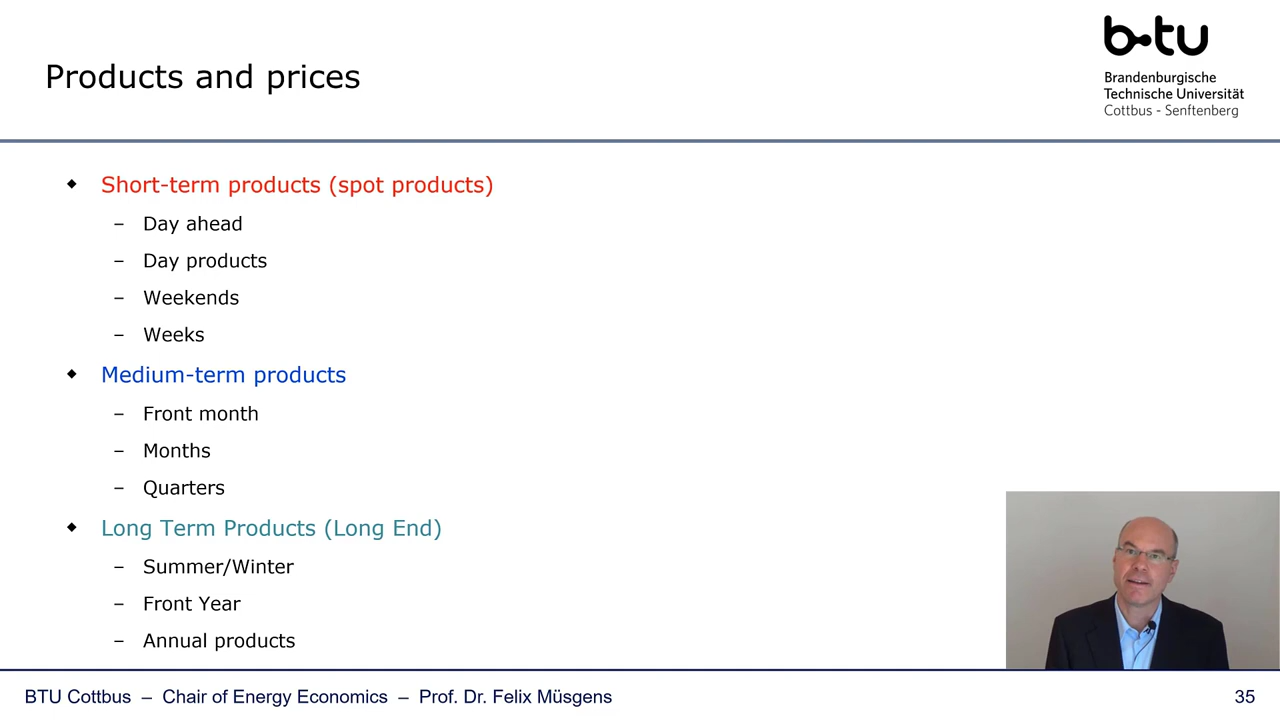 Products and prices
b-tu
Brandenburgische
Technische Universität
Cottbus - Senftenberg
Short-term products (spot products)
– Day ahead
– Day products
– Weekends
– Weeks
Medium-term products
– Front month
– Months
– Quarters
Long Term Products (Long End)
– Summer/Winter
– Front Year
– Annual products
BTU Cottbus – Chair of Energy Economics – Prof. Dr. Felix Müsgens
35